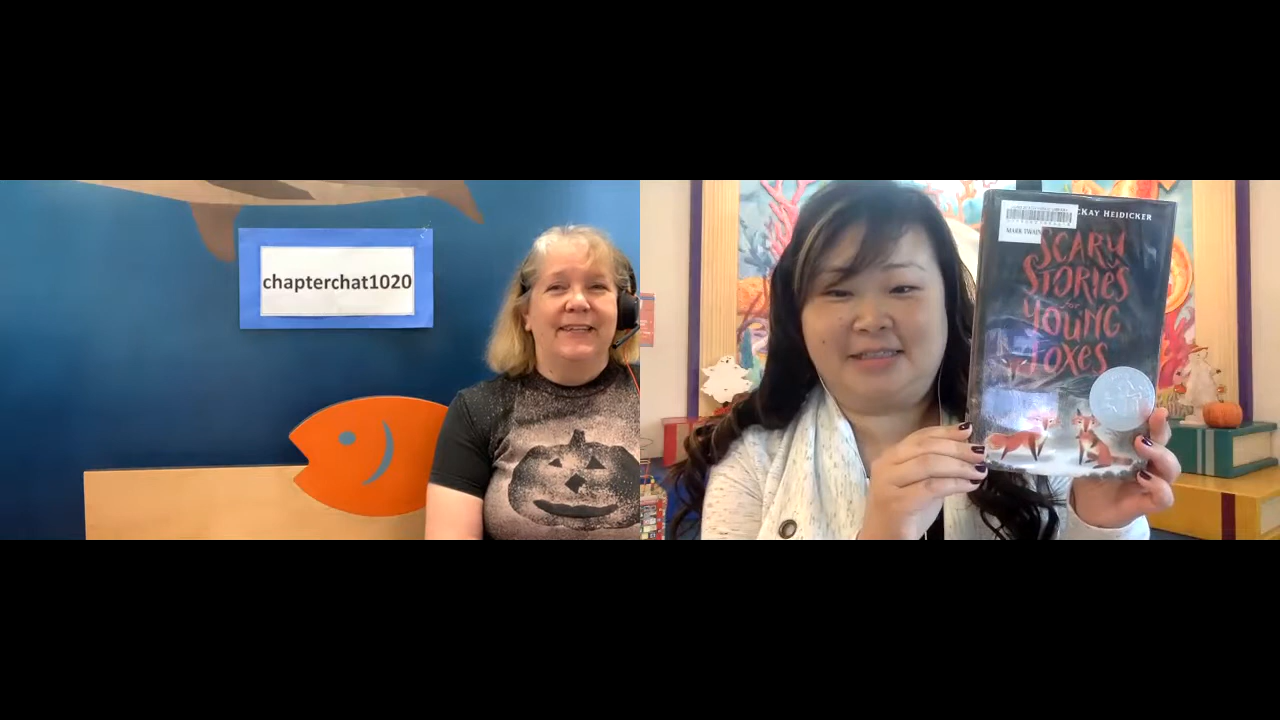 chapterchat1020
cKay Heidicker
MARK TWAIN
SCARY
STORIES
for
YOUNG
FOXES